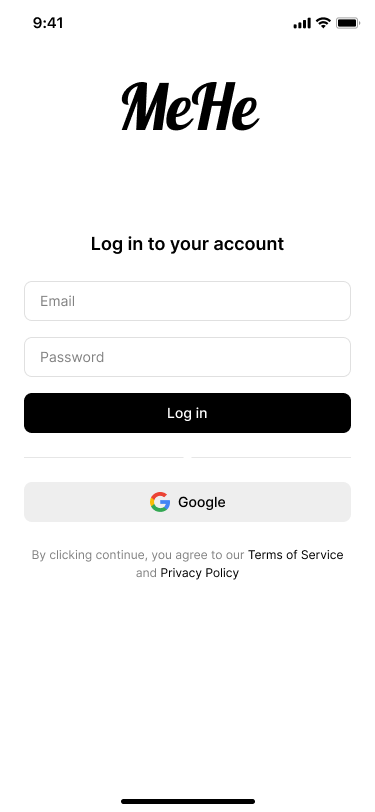 9:41
MeHe
Log in to your account
Email
Password
Log in
Google
By clicking continue, you agree to our Terms of Service
and Privacy Policy